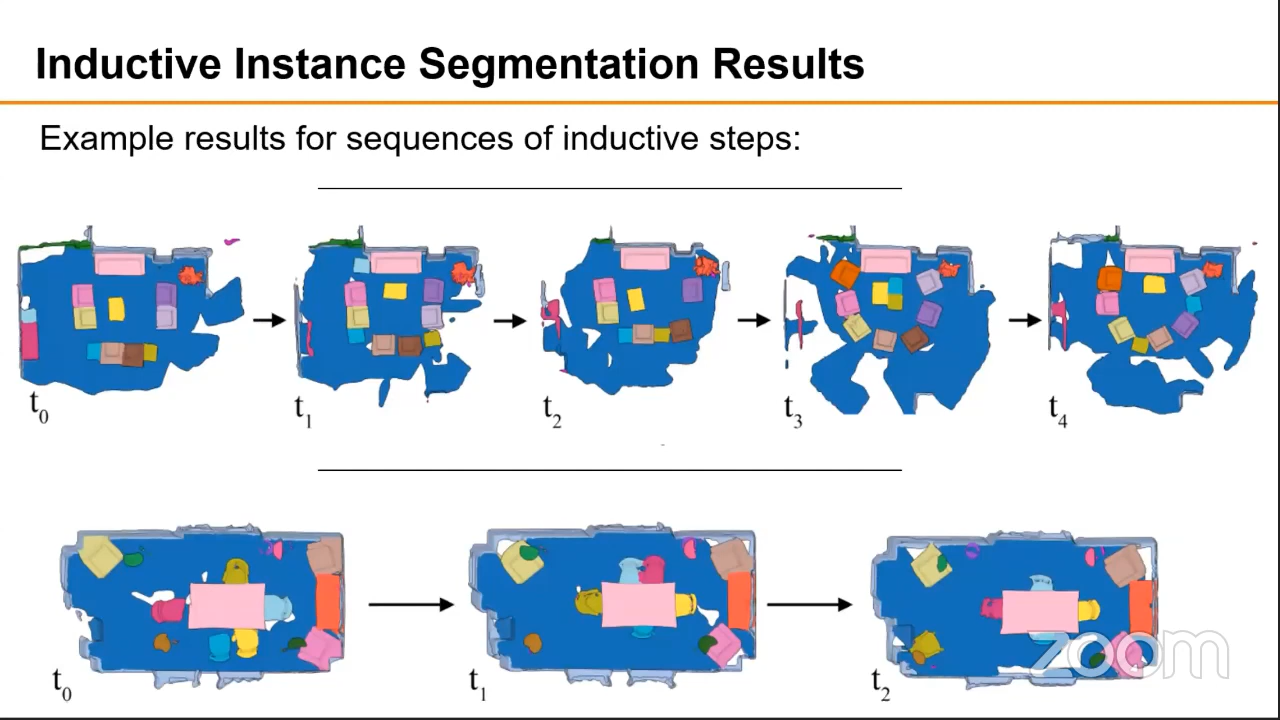 Inductive Instance Segmentation Results
Example results for sequences of inductive steps:
t0
t1
t2
t3
t4
t0
t1
t2
zoom